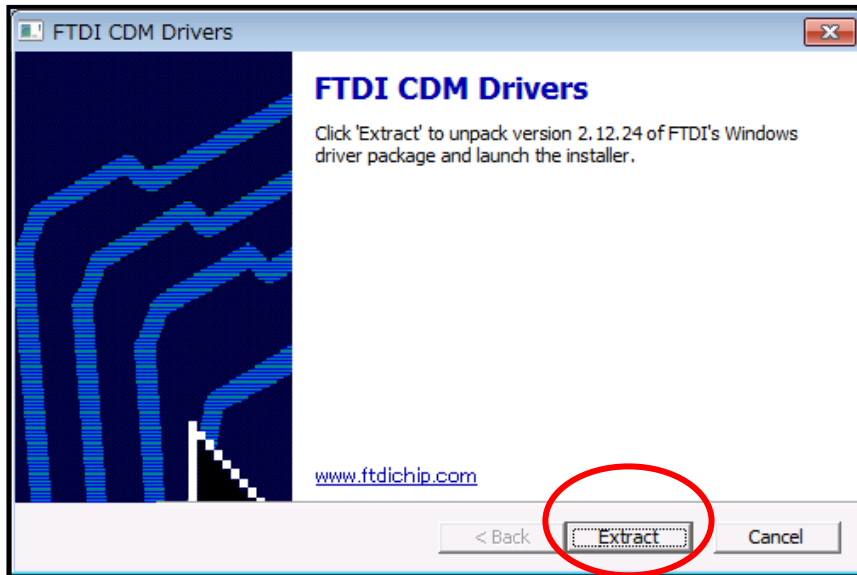 FTDI CDM Drivers
FTDI CDM Drivers
Click 'Extract' to unpack version 2.12.24 of FTDI's Windows
driver package and launch the installer.
www.ftdichip.com
< Back Extract Cancel